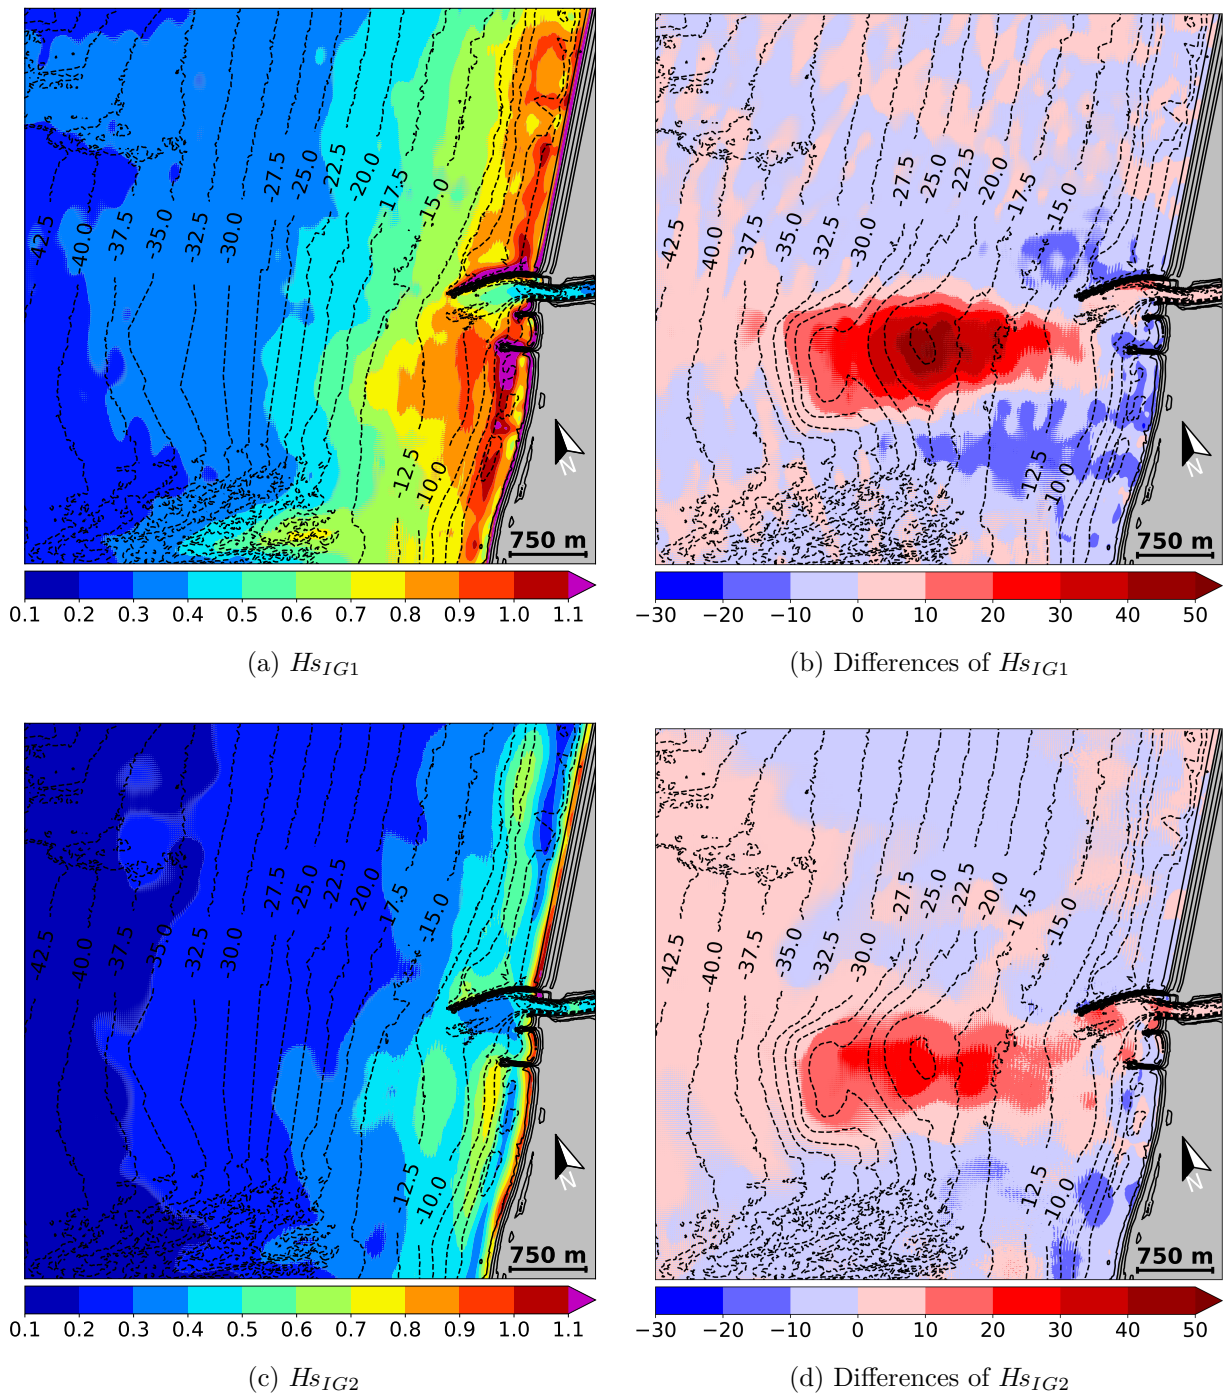 -27.5 -25.0 -22.5 -20.0 -17.5 -15.0
-42.5 -40.0 -37.5 -35.0 -32.5 -30.0
-12.5 -10.0
N
750 m
0.1 0.2 0.3 0.4 0.5 0.6 0.7 0.8 0.9 1.0 1.1
(a) HsIG1
-27.5 -25.0 -22.5 -20.0 -17.5 -15.0
-42.5 -40.0 -37.5 -35.0 -32.5 -30.0
-12.5 -10.0
N
750 m
−30 −20 −10 0 10 20 30 40 50
(b) Differences of HsIG1
-27.5 -25.0 -22.5 -20.0 -17.5 -15.0
-42.5 -40.0 -37.5 -35.0 -32.5 -30.0
-12.5 -10.0
N
750 m
0.1 0.2 0.3 0.4 0.5 0.6 0.7 0.8 0.9 1.0 1.1
(c) HsIG2
-27.5 -25.0 -22.5 -20.0 -17.5 -15.0
-42.5 -40.0 -37.5 -35.0 -32.5 -30.0
-12.5 -10.0
N
750 m
−30 −20 −10 0 10 20 30 40 50
(d) Differences of HsIG2